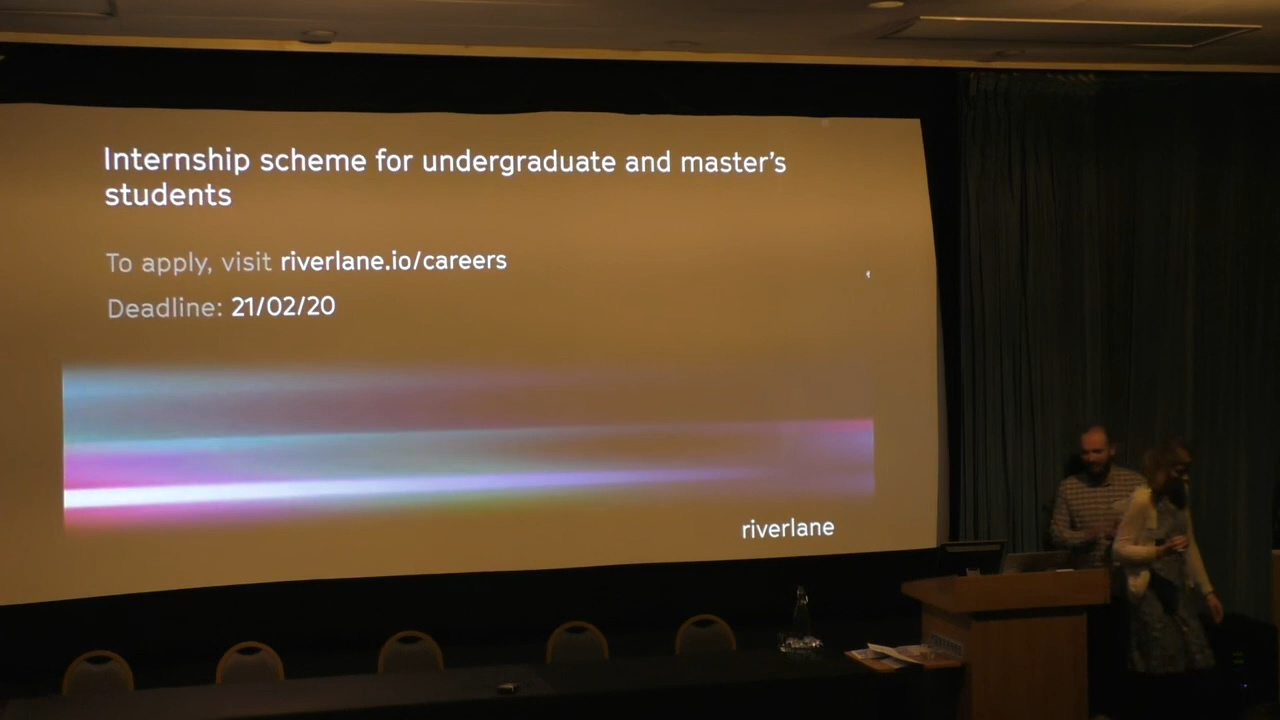 Internship scheme for undergraduate and master's
students
To apply, visit riverlane.io/careers
Deadline: 21/02/20
riverlane